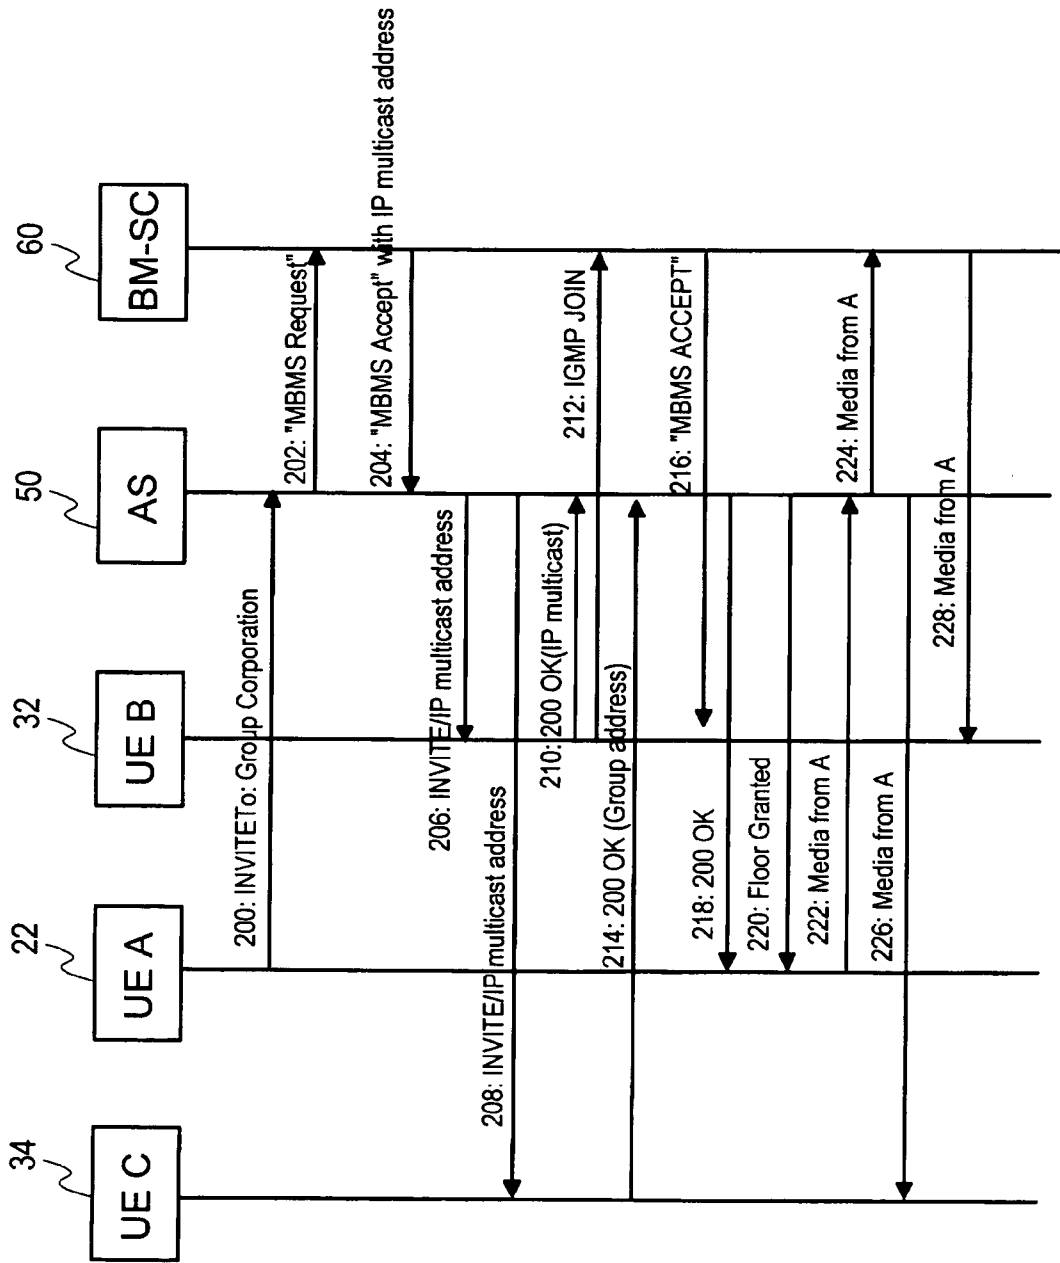 34
22
32
50
60
UE C
UE A
UE B
AS
BM-SC
200: INVITETo: Group Corporation
202: "MBMS Request"
204: "MBMS Accept" with IP multicast address
206: INVITE/IP multicast address
208: INVITE/IP multicast address
210: 200 OK(IP multicast)
212: IGMP JOIN
214: 200 OK (Group address)
216: "MBMS ACCEPT"
218: 200 OK
220: Floor Granted
222: Media from A
224: Media from A
226: Media from A
228: Media from A